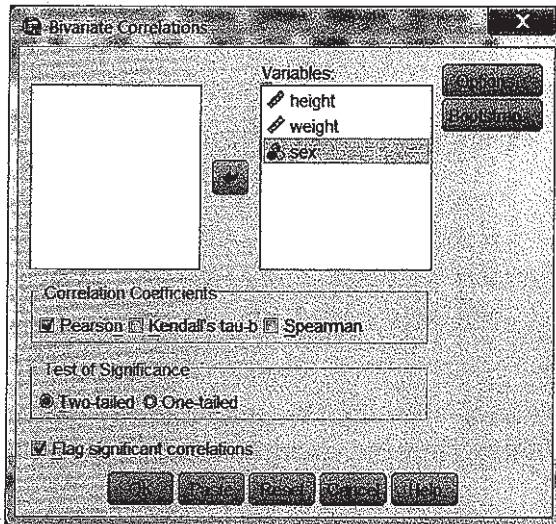 Bivariate Correlations
Variables:
height
weight
sex
Options...
Bootstrap...
Correlation Coefficients
Pearson Kendall's tau-b Spearman
Test of Significance
Two-tailed One-tailed
Flag significant correlations
OK Paste Reset Cancel Help